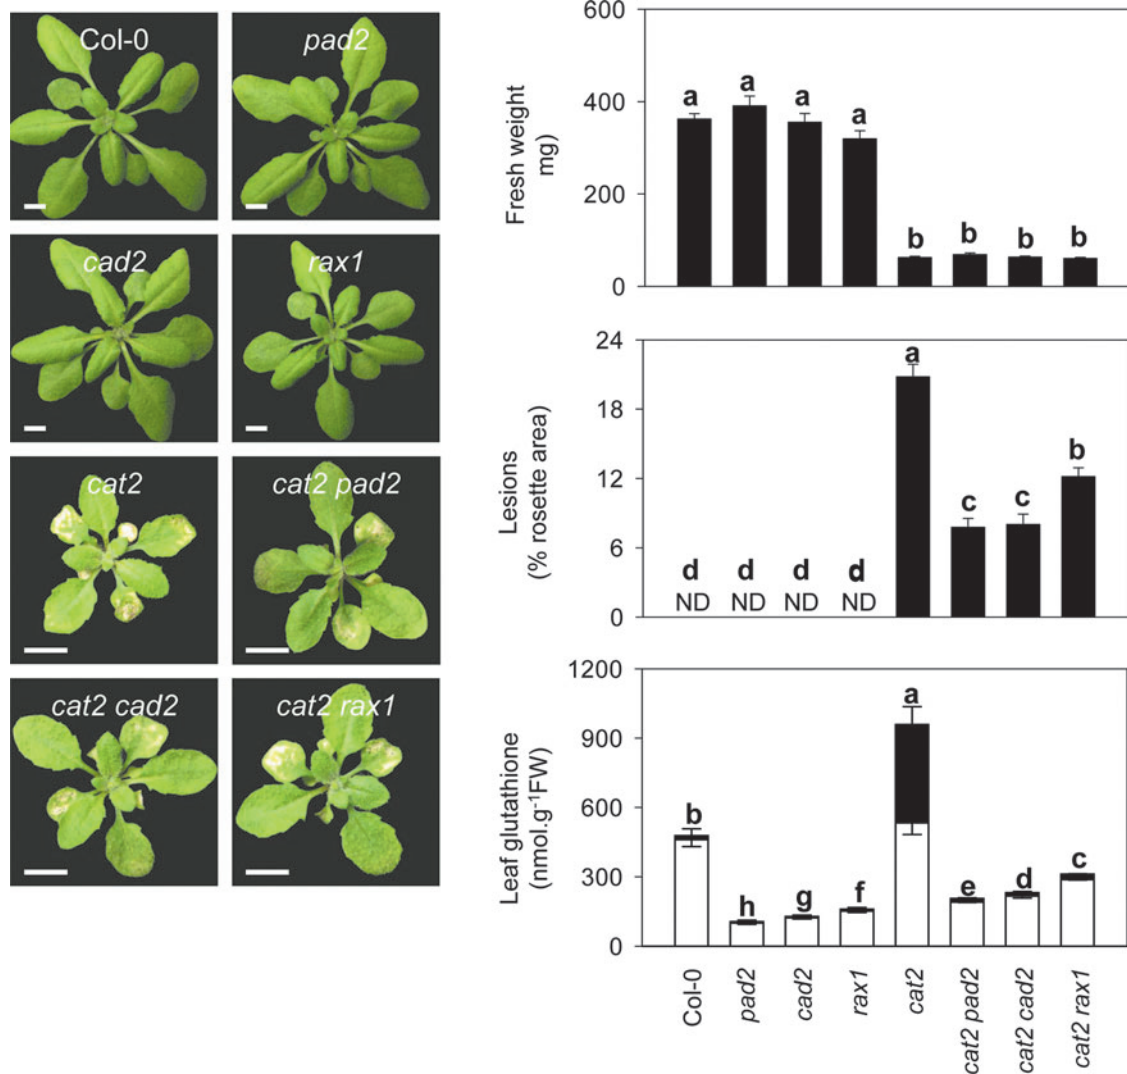 Col-0
pad2
cad2
rax1
cat2
cat2 pad2
cat2 cad2
cat2 rax1
Fresh weight
mg)
600
400
200
0
a
a
a
a
b
b
b
b
Lesions
(% rosette area)
24
18
12
6
0
d
d
d
d
ND
ND
ND
ND
a
c
c
b
Leaf glutathione
(nmol.g⁻¹FW)
1200
900
600
300
0
b
h
g
f
a
e
d
c
Col-0
pad2
cad2
rax1
cat2
cat2 pad2
cat2 cad2
cat2 rax1